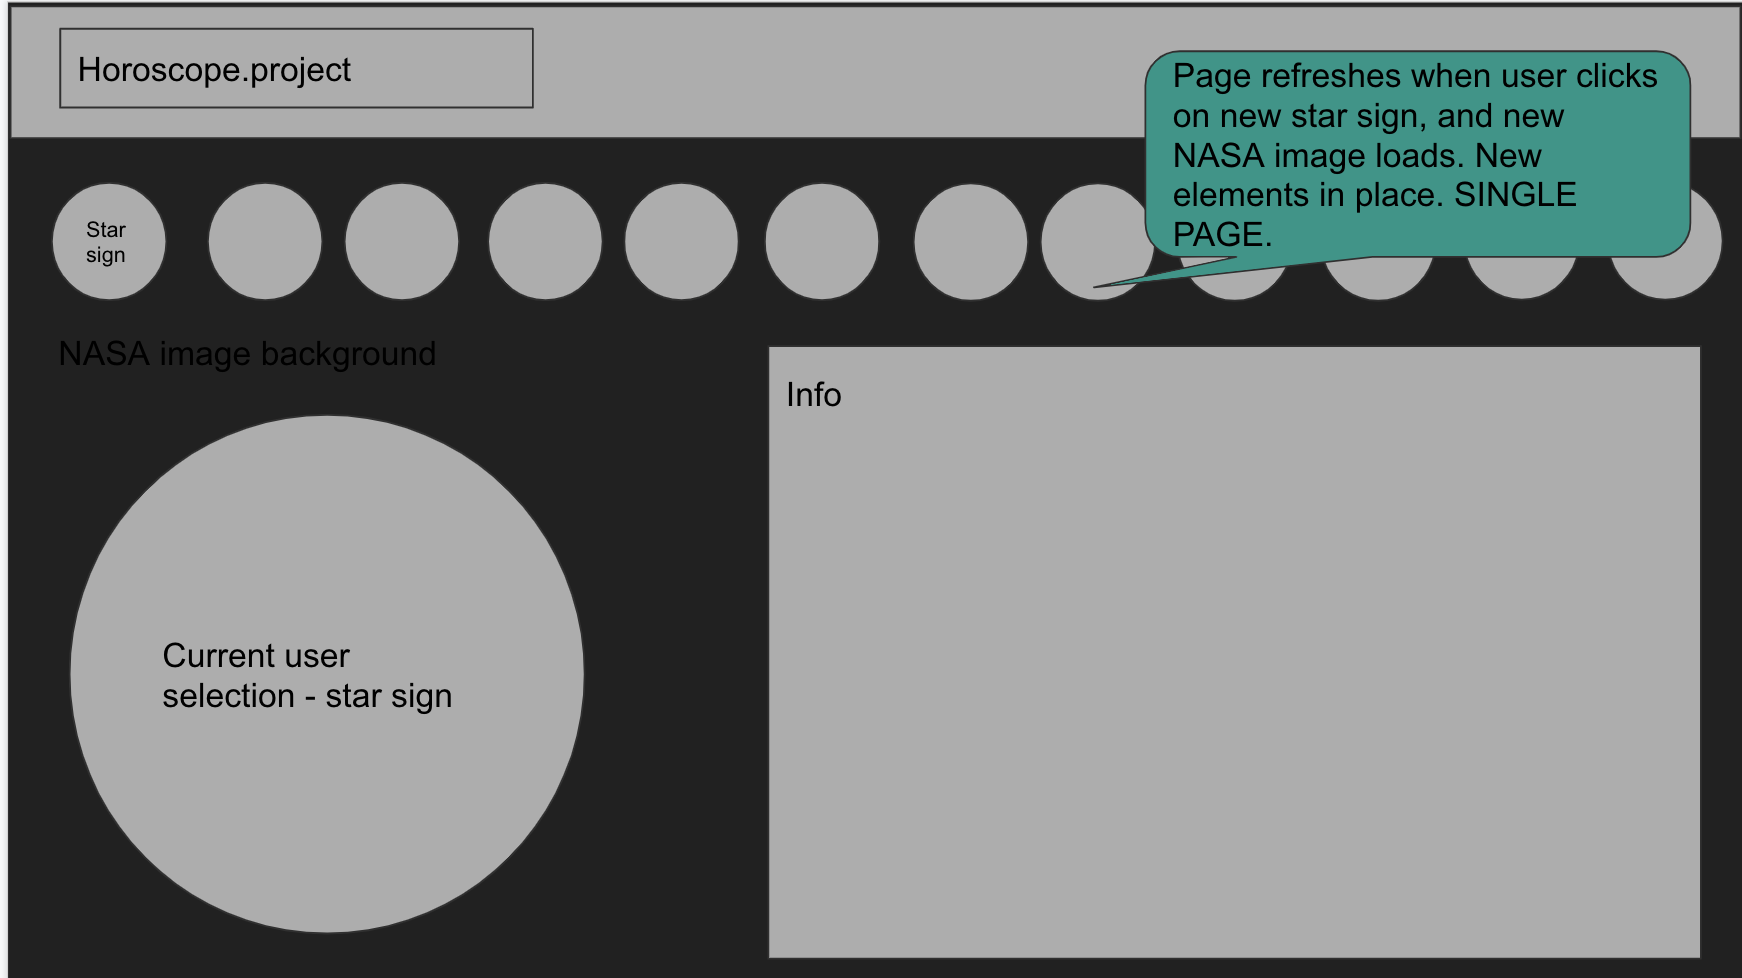 Horoscope.project
Page refreshes when user clicks
on new star sign, and new
NASA image loads. New
elements in place. SINGLE
PAGE.
Star
sign
NASA image background
Info
Current user
selection - star sign